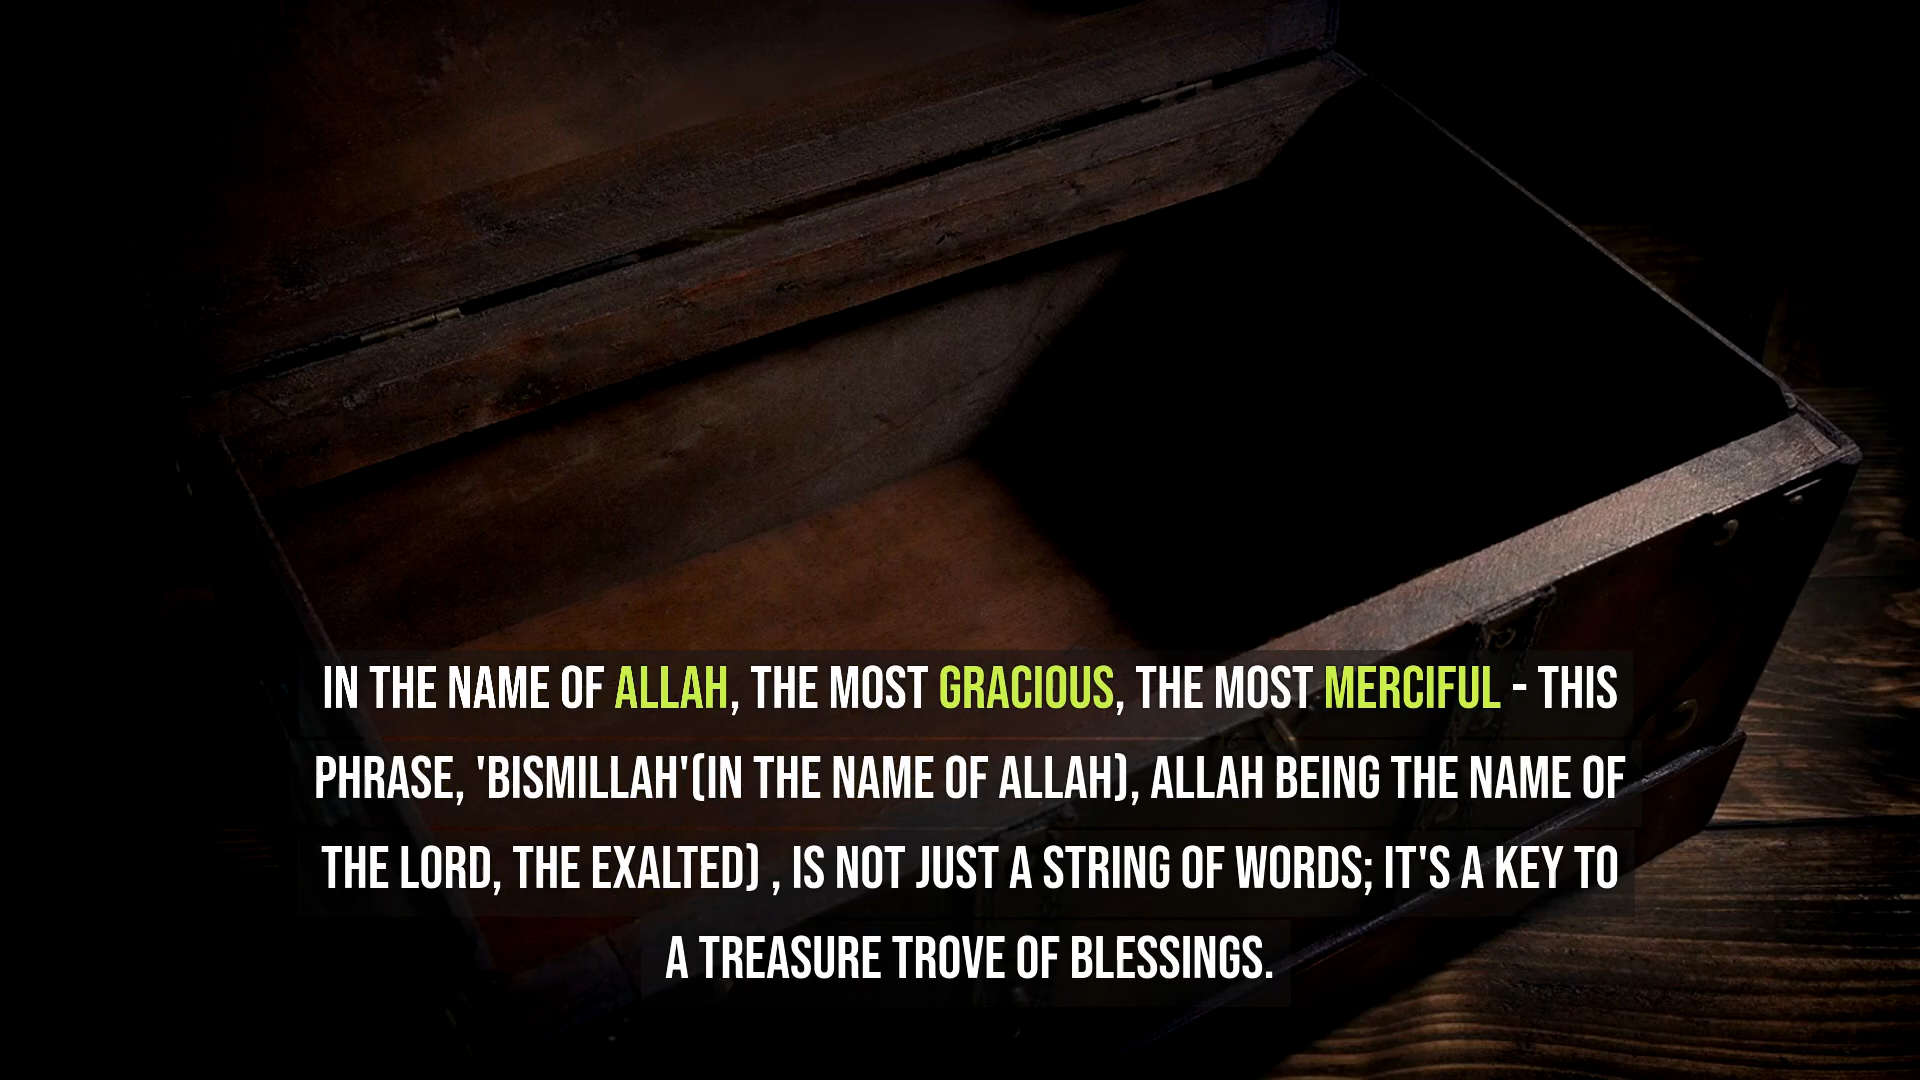 IN THE NAME OF ALLAH, THE MOST GRACIOUS, THE MOST MERCIFUL - THIS
PHRASE, 'BISMILLAH'(IN THE NAME OF ALLAH), ALLAH BEING THE NAME OF
THE LORD, THE EXALTED) , IS NOT JUST A STRING OF WORDS; IT'S A KEY TO
A TREASURE TROVE OF BLESSINGS.